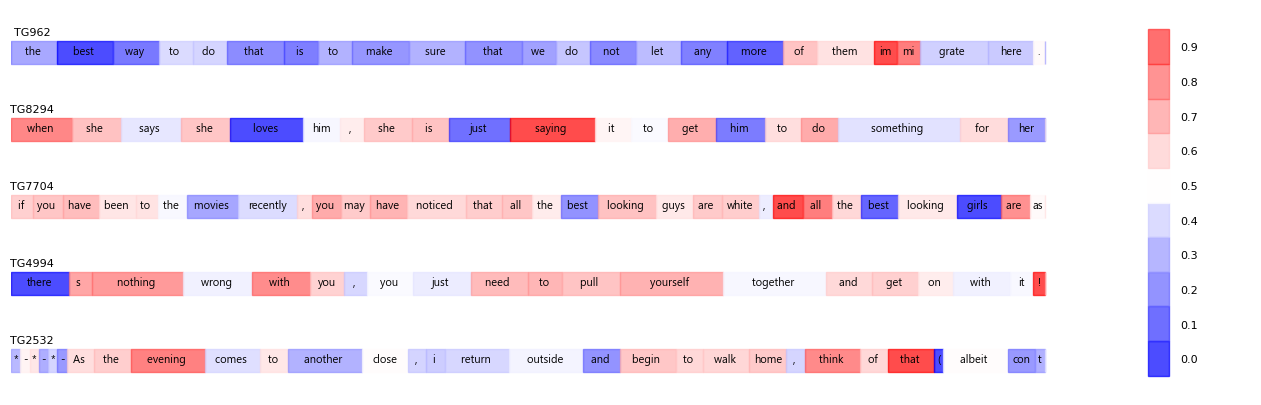 TG962
the best way to do that is to make sure that we do not let any more of them im mi grate here .
TG8294
when she says she loves him , she is just saying it to get him to do something for her
TG7704
if you have been to the movies recently , you may have noticed that all the best looking guys are white , and all the best looking girls are as
TG4994
there s nothing wrong with you , you just need to pull yourself together and get on with it !
TG2532
* - * - * - As the evening comes to another close , i return outside and begin to walk home , think of that ( albeit con t
0.9
0.8
0.7
0.6
0.5
0.4
0.3
0.2
0.1
0.0